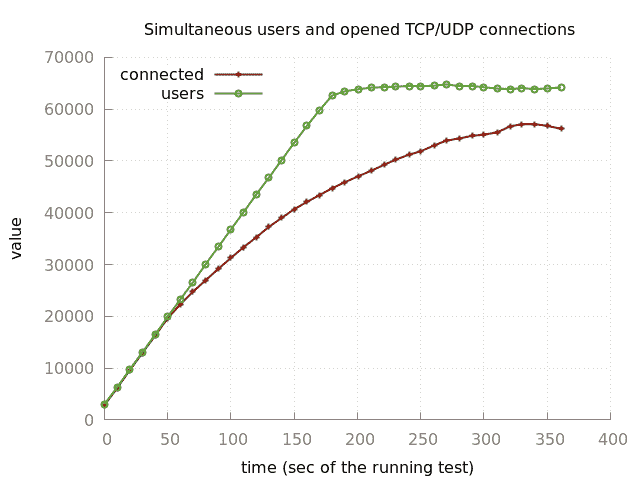 Simultaneous users and opened TCP/UDP connections
70000
60000
50000
40000
30000
20000
10000
0
connected
users
value
0 50 100 150 200 250 300 350 400
time (sec of the running test)